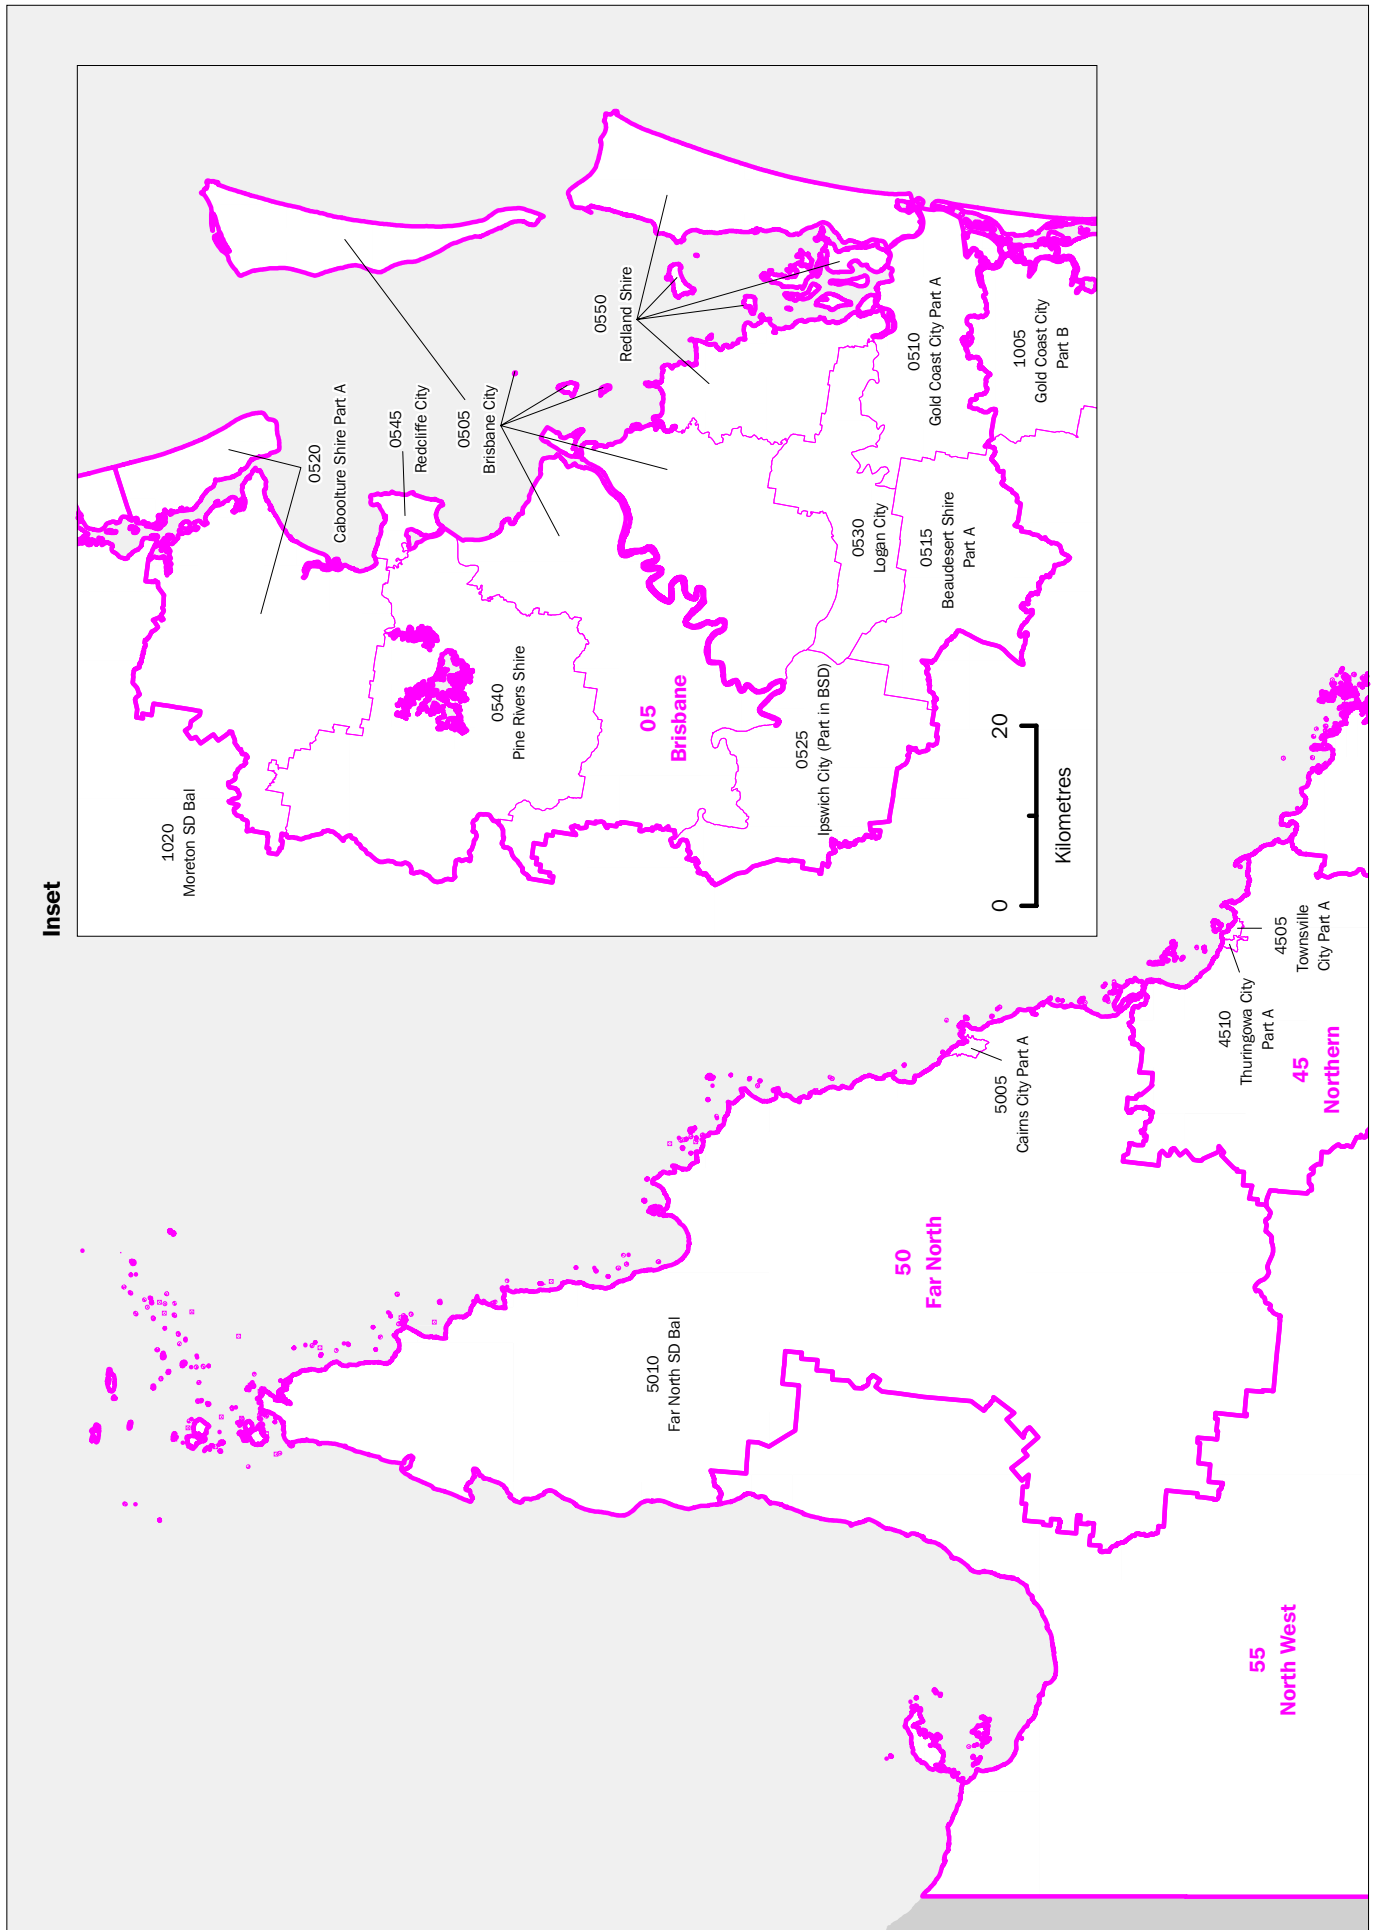 Inset
1020
Moreton SD Bal
0520
Caboolture Shire Part A
0545
Redcliffe City
0505
Brisbane City
0540
Pine Rivers Shire
0550
Redland Shire
05
Brisbane
0525
Ipswich City (Part in BSD)
0530
Logan City
0515
Beaudesert Shire
Part A
0510
Gold Coast City Part A
1005
Gold Coast City
Part B
0
20
Kilometres
5010
Far North SD Bal
50
Far North
5005
Cairns City Part A
4510
Thuringowa City
Part A
4505
Townsville
City Part A
45
Northern
55
North West